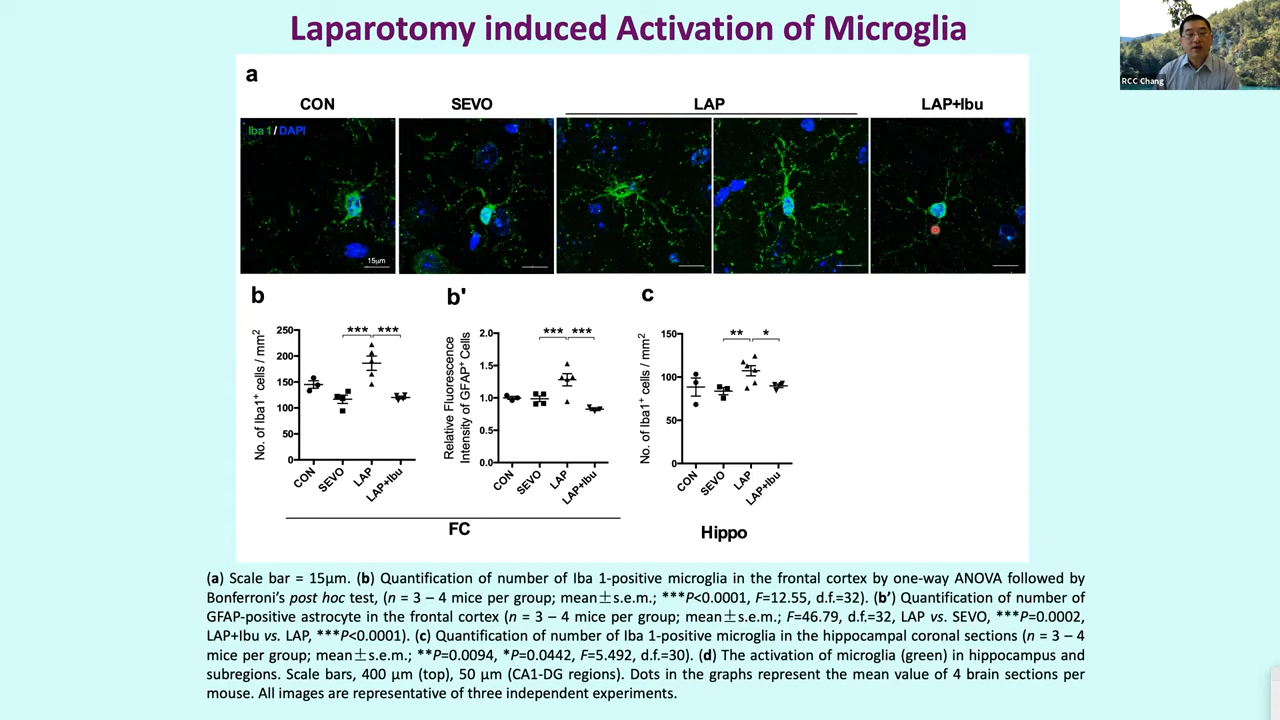 Laparotomy induced Activation of Microglia
RCC Chang
a
CON
SEVO
LAP
LAP+Ibu
Iba 1/DAPI
15μm
b
No. of Iba1+ cells / mm2
250
200
150
100
50
0
*** ***
CON
SEVO
LAP
LAP+Ibu
b'
Relative Fluorescence
Intensity of GFAP+ Cells
2.0
1.5
1.0
0.5
0.0
*** ***
CON
SEVO
LAP
LAP+Ibu
FC
c
No. of Iba1+ cells / mm2
150
100
50
0
** *
CON
SEVO
LAP
LAP+Ibu
Hippo
(a) Scale bar = 15μm. (b) Quantification of number of Iba 1-positive microglia in the frontal cortex by one-way ANOVA followed by
Bonferroni's post hoc test, (n = 3 – 4 mice per group; mean±s.e.m.; ***P<0.0001, F=12.55, d.f.=32). (b') Quantification of number of
GFAP-positive astrocyte in the frontal cortex (n = 3 – 4 mice per group; mean±s.e.m.; F=46.79, d.f.=32, LAP vs. SEVO, ***P=0.0002,
LAP+Ibu vs. LAP, ***P<0.0001). (c) Quantification of number of Iba 1-positive microglia in the hippocampal coronal sections (n = 3 – 4
mice per group; mean±s.e.m.; **P=0.0094, *P=0.0442, F=5.492, d.f.=30). (d) The activation of microglia (green) in hippocampus and
subregions. Scale bars, 400 μm (top), 50 μm (CA1-DG regions). Dots in the graphs represent the mean value of 4 brain sections per
mouse. All images are representative of three independent experiments.